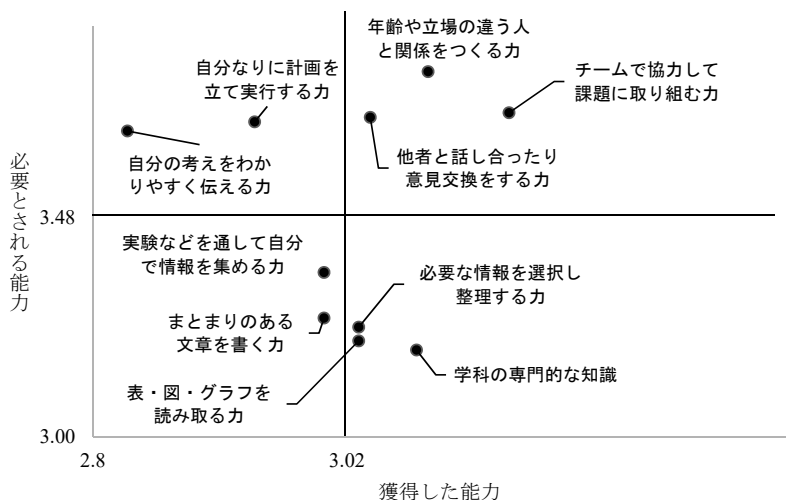 年齢や立場の違う人
と関係をつくる力
自分なりに計画を
立て実行する力
チームで協力して
課題に取り組む力
自分の考えをわか
りやすく伝える力
他者と話し合ったり
意見交換をする力
必要とされる能力
3.48
実験などを通して自分
で情報を集める力
必要な情報を選択し
整理する力
まとまりのある
文章を書く力
表・図・グラフを
読み取る力
学科の専門的な知識
3.00
2.8
3.02
獲得した能力